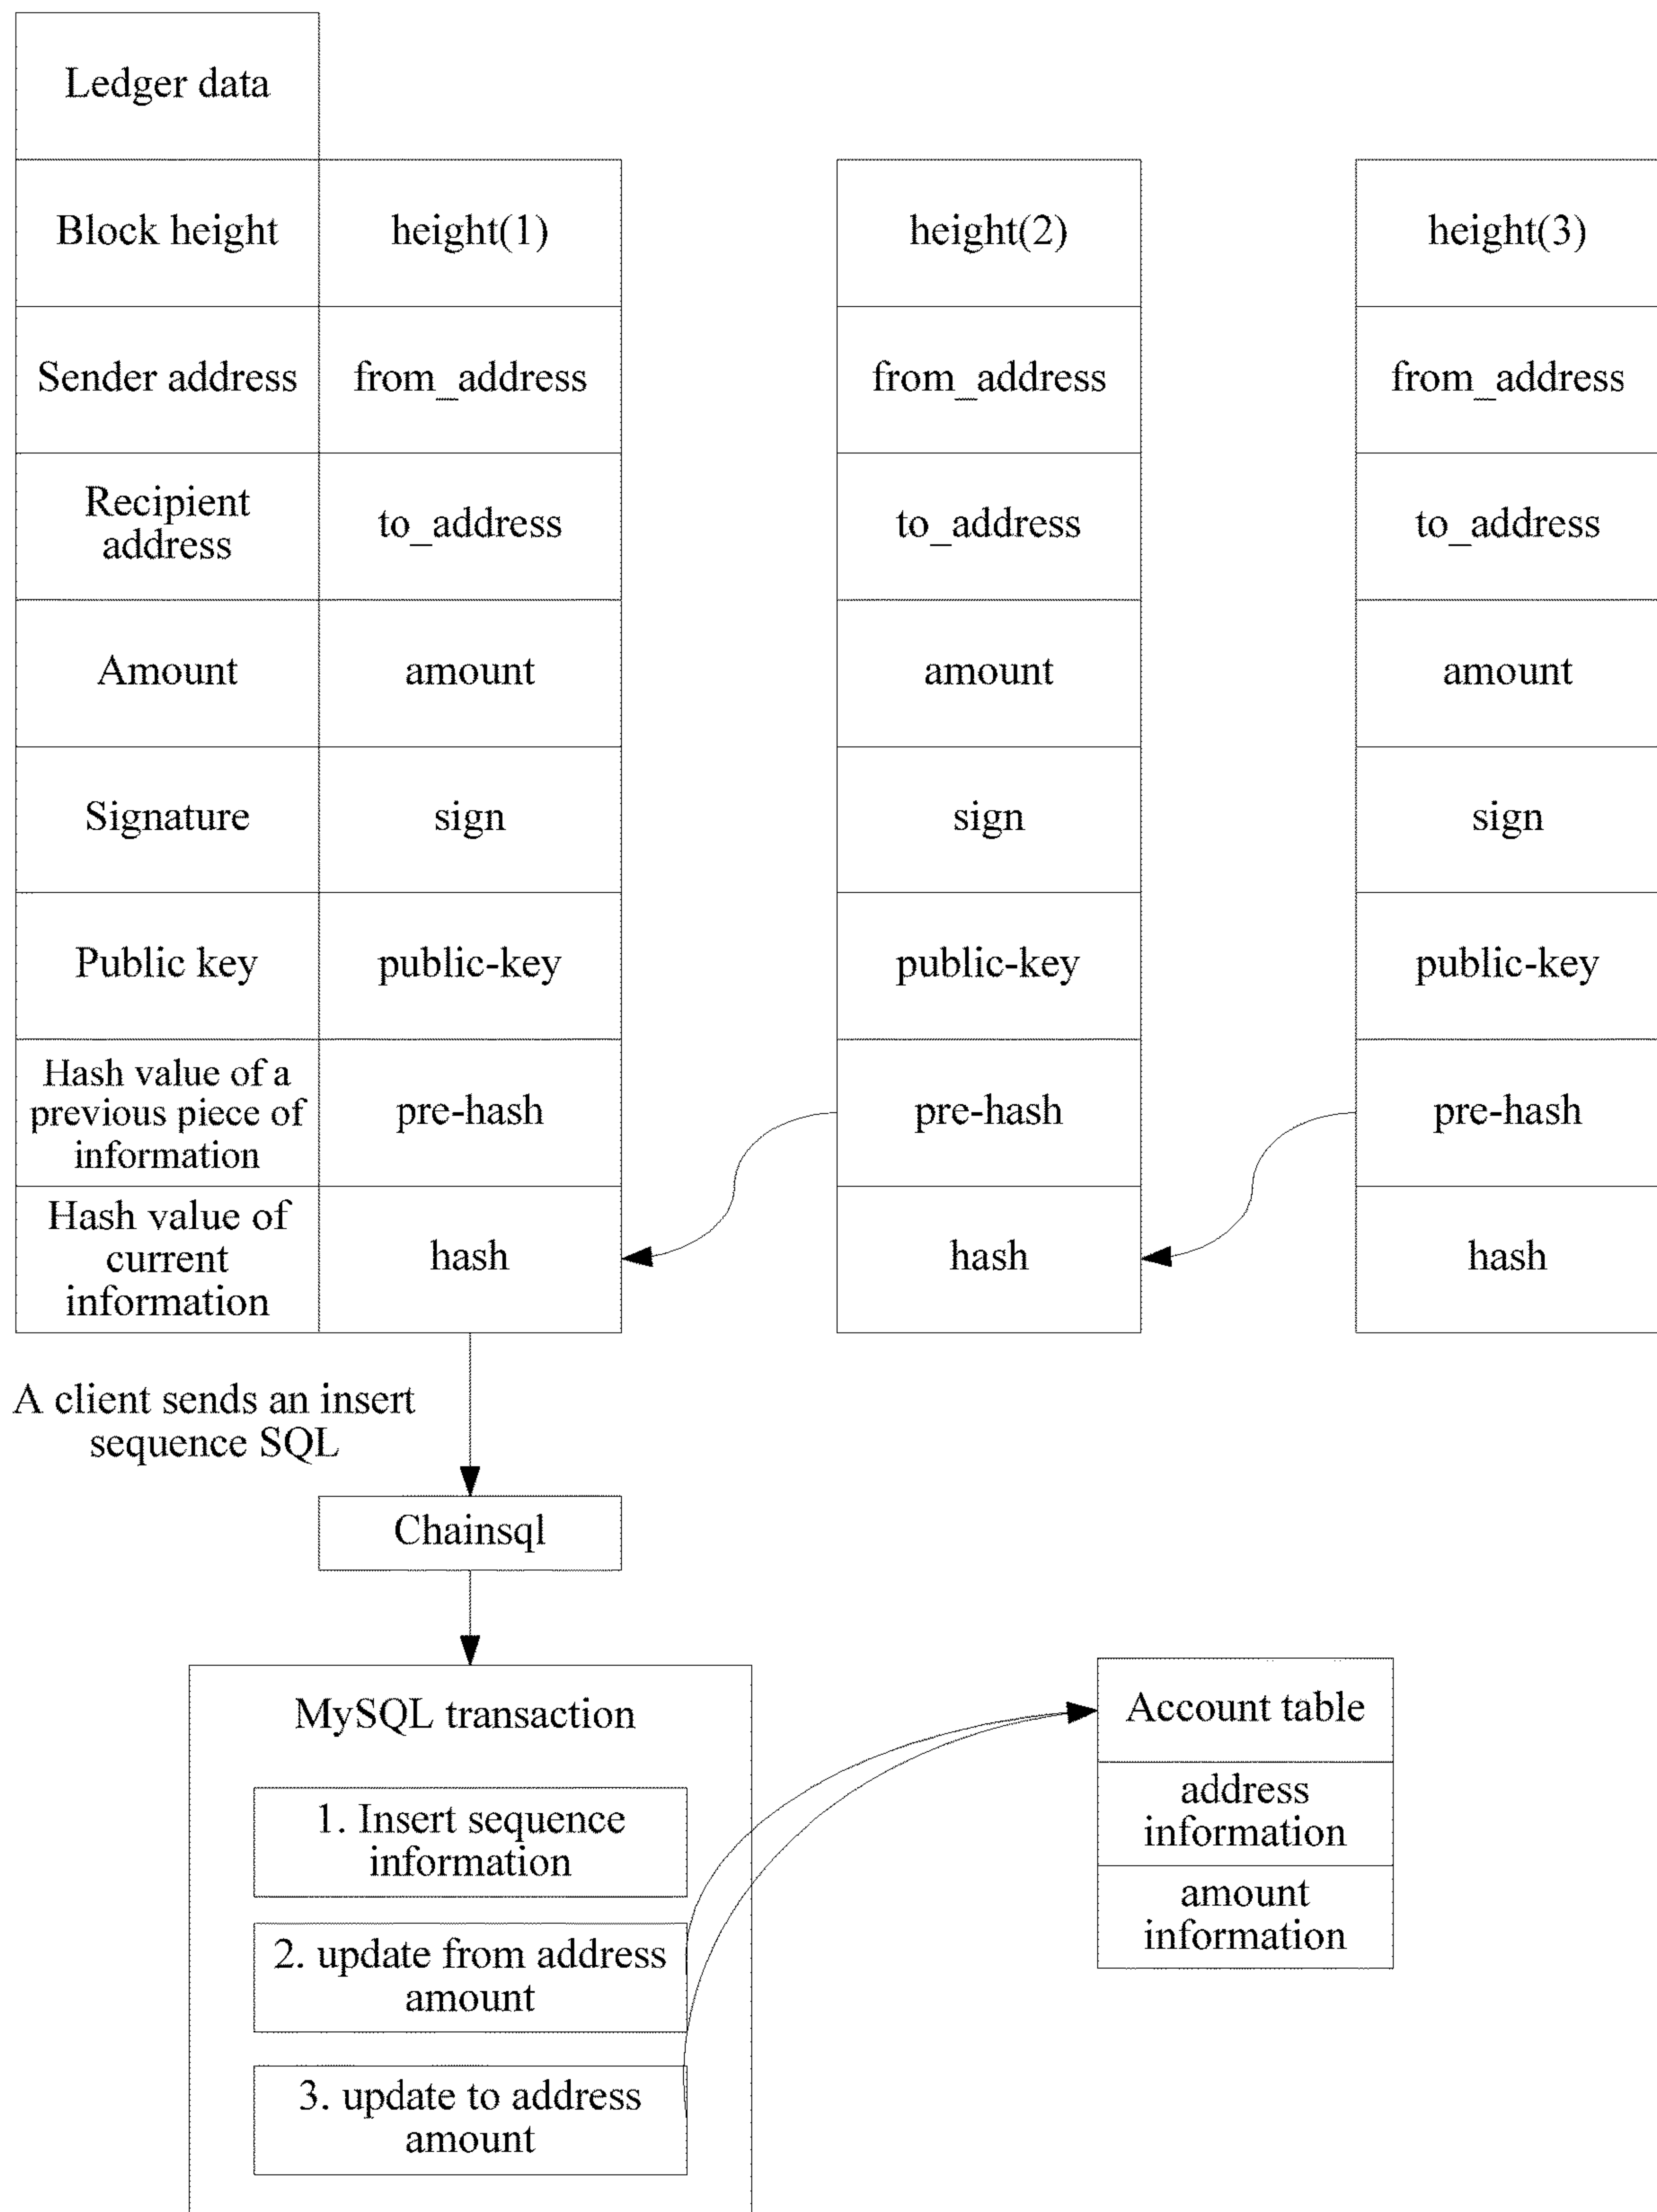 Ledger data
Block height height(1) height(2) height(3)
Sender address from_address from_address from_address
Recipient
address
to_address to_address to_address
Amount amount amount amount
Signature sign sign sign
Public key public-key public-key public-key
Hash value of a
previous piece of
information
pre-hash pre-hash pre-hash
Hash value of
current
information
hash hash hash
A client sends an insert
sequence SQL
Chainsql
MySQL transaction
1. Insert sequence
information
2. update from address
amount
3. update to address
amount
Account table
address
information
amount
information